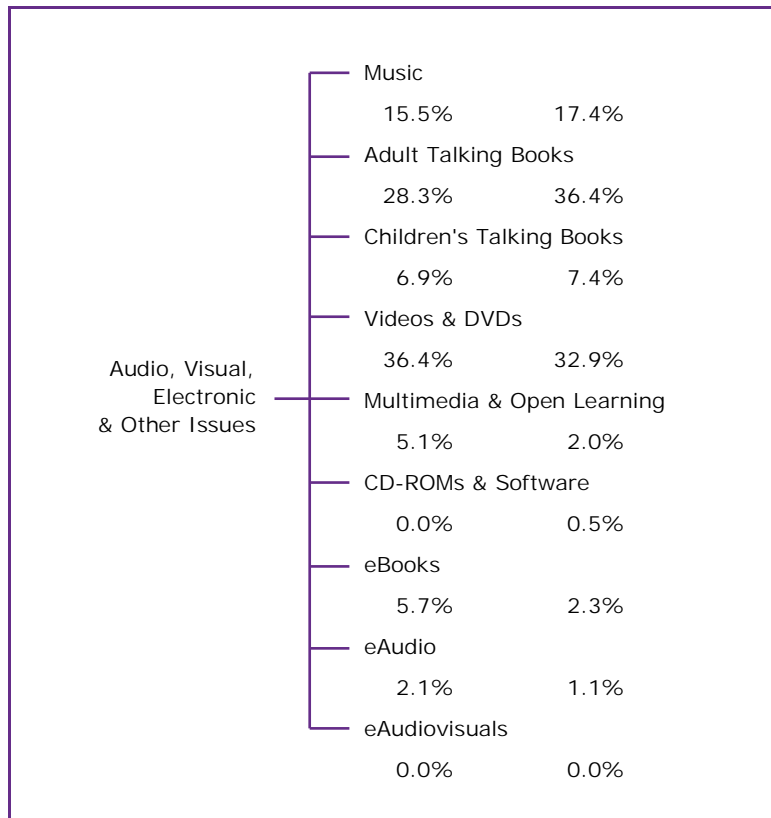 Music
15.5% 17.4%
Adult Talking Books
28.3% 36.4%
Children's Talking Books
6.9% 7.4%
Videos & DVDs
36.4% 32.9%
Audio, Visual,
Electronic
& Other Issues
Multimedia & Open Learning
5.1% 2.0%
CD-ROMs & Software
0.0% 0.5%
eBooks
5.7% 2.3%
eAudio
2.1% 1.1%
eAudiovisuals
0.0% 0.0%